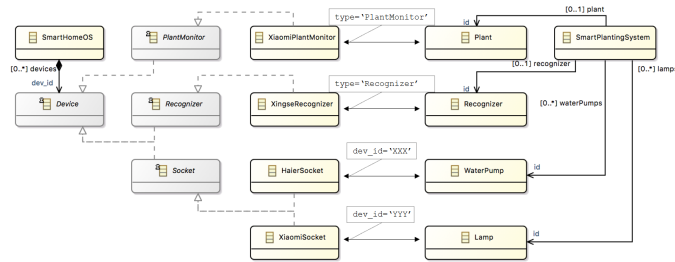 type='PlantMonitor'
[0..1] plant
id
SmartHomeOS
PlantMonitor
XiaomiPlantMonitor
Plant
SmartPlantingSystem
[0..*] devices
dev_id
type='Recognizer'
[0..1] recognizer
[0..*] lamps
id
Device
Recognizer
XingseRecognizer
Recognizer
[0..*] waterPumps
dev_id='XXX'
Socket
HaierSocket
WaterPump
id
dev_id='YYY'
XiaomiSocket
Lamp
id